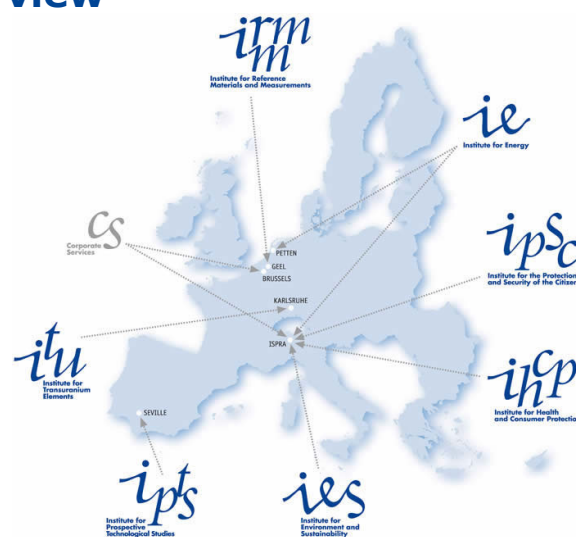 view
irmm
Institute for Reference
Materials and Measurements
ie
Institute for Energy
cs
Corporate
Services
PETTEN
GEEL
BRUSSELS
ipsc
Institute for the Protection
and Security of the Citizen
KARLSRUHE
itu
Institute for
Transuranium
Elements
ISPRA
ihcp
Institute for Health
and Consumer Protectio
SEVILLE
ipts
Institute for
Prospective
Technological Studies
ies
Institute for
Environment and
Sustainability